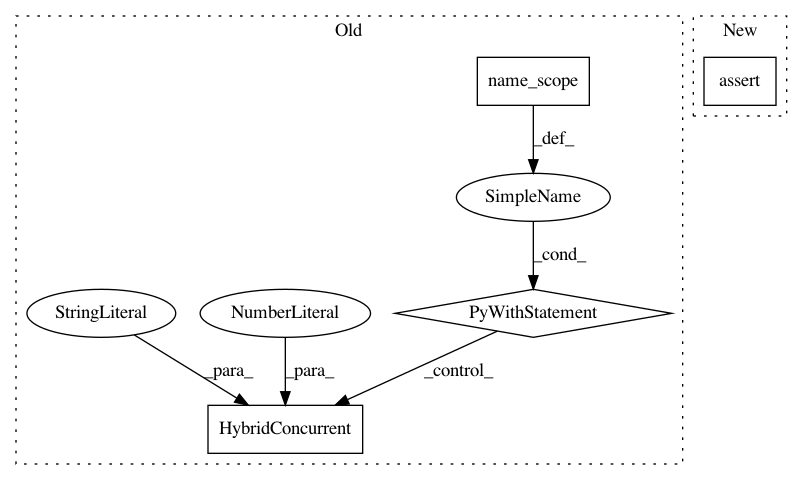 Old
New
name_scope
assert
_def_
SimpleName
_cond_
StringLiteral
NumberLiteral
PyWithStatement
_para_
_para_
_control_
HybridConcurrent